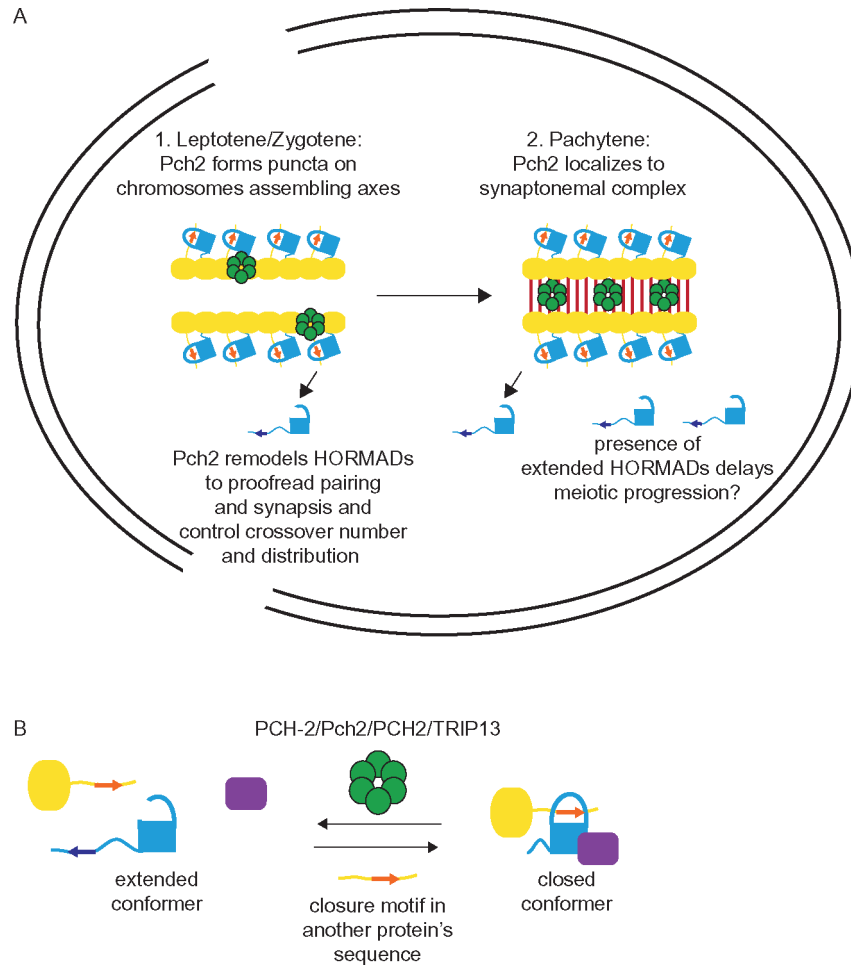 A
1. Leptotene/Zygotene:
Pch2 forms puncta on
chromosomes assembling axes
2. Pachytene:
Pch2 localizes to
synaptonemal complex
Pch2 remodels HORMADs
to proofread pairing
and synapsis and
control crossover number
and distribution
presence of
extended HORMADs delays
meiotic progression?
B
PCH-2/Pch2/PCH2/TRIP13
extended
conformer
closure motif in
another protein's
sequence
closed
conformer